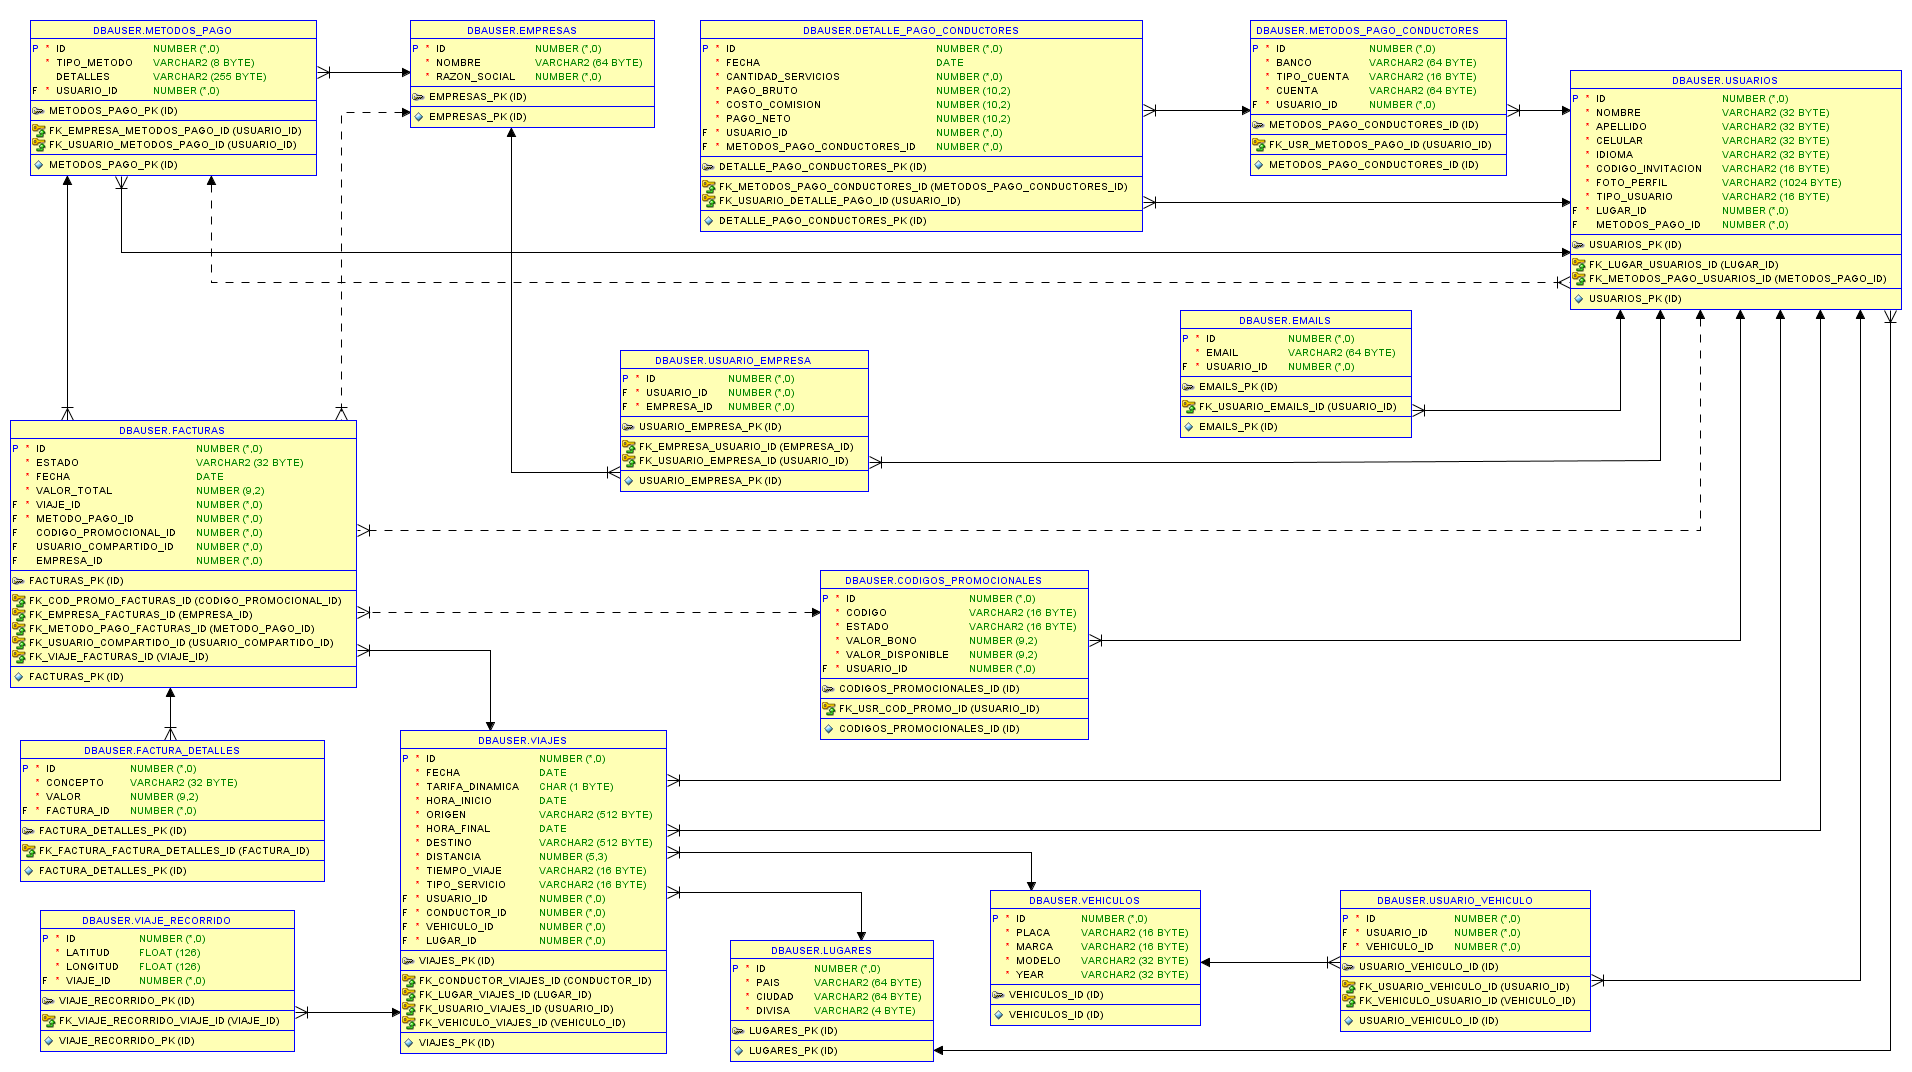 DBAUSER.METODOS_PAGO
P * ID NUMBER (*,0)
* TIPO_METODO VARCHAR2 (8 BYTE)
DETALLES VARCHAR2 (255 BYTE)
F * USUARIO_ID NUMBER (*,0)
METODOS_PAGO_PK (ID)
FK_EMPRESA_METODOS_PAGO_ID (USUARIO_ID)
FK_USUARIO_METODOS_PAGO_ID (USUARIO_ID)
METODOS_PAGO_PK (ID)
DBAUSER.EMPRESAS
P * ID NUMBER (*,0)
* NOMBRE VARCHAR2 (64 BYTE)
* RAZON_SOCIAL NUMBER (*,0)
EMPRESAS_PK (ID)
EMPRESAS_PK (ID)
DBAUSER.DETALLE_PAGO_CONDUCTORES
P * ID NUMBER (*,0)
* FECHA DATE
* CANTIDAD_SERVICIOS NUMBER (*,0)
* PAGO_BRUTO NUMBER (10,2)
* COSTO_COMISION NUMBER (10,2)
* PAGO_NETO NUMBER (10,2)
F * USUARIO_ID NUMBER (*,0)
F * METODOS_PAGO_CONDUCTORES_ID NUMBER (*,0)
DETALLE_PAGO_CONDUCTORES_PK (ID)
FK_METODOS_PAGO_CONDUCTORES_ID (METODOS_PAGO_CONDUCTORES_ID)
FK_USUARIO_DETALLE_PAGO_ID (USUARIO_ID)
DETALLE_PAGO_CONDUCTORES_PK (ID)
DBAUSER.METODOS_PAGO_CONDUCTORES
P * ID NUMBER (*,0)
* BANCO VARCHAR2 (64 BYTE)
* TIPO_CUENTA VARCHAR2 (16 BYTE)
* CUENTA VARCHAR2 (64 BYTE)
F * USUARIO_ID NUMBER (*,0)
METODOS_PAGO_CONDUCTORES_ID (ID)
FK_USR_METODOS_PAGO_ID (USUARIO_ID)
METODOS_PAGO_CONDUCTORES_ID (ID)
DBAUSER.USUARIOS
P * ID NUMBER (*,0)
* NOMBRE VARCHAR2 (32 BYTE)
* APELLIDO VARCHAR2 (32 BYTE)
* CELULAR VARCHAR2 (32 BYTE)
* IDIOMA VARCHAR2 (32 BYTE)
* CODIGO_INVITACION VARCHAR2 (16 BYTE)
* FOTO_PERFIL VARCHAR2 (1024 BYTE)
* TIPO_USUARIO VARCHAR2 (16 BYTE)
F * LUGAR_ID NUMBER (*,0)
F METODOS_PAGO_ID NUMBER (*,0)
USUARIOS_PK (ID)
FK_LUGAR_USUARIOS_ID (LUGAR_ID)
FK_METODOS_PAGO_USUARIOS_ID (METODOS_PAGO_ID)
USUARIOS_PK (ID)
DBAUSER.EMAILS
P * ID NUMBER (*,0)
* EMAIL VARCHAR2 (64 BYTE)
F * USUARIO_ID NUMBER (*,0)
EMAILS_PK (ID)
FK_USUARIO_EMAILS_ID (USUARIO_ID)
EMAILS_PK (ID)
DBAUSER.USUARIO_EMPRESA
P * ID NUMBER (*,0)
F * USUARIO_ID NUMBER (*,0)
F * EMPRESA_ID NUMBER (*,0)
USUARIO_EMPRESA_PK (ID)
FK_EMPRESA_USUARIO_ID (EMPRESA_ID)
FK_USUARIO_EMPRESA_ID (USUARIO_ID)
USUARIO_EMPRESA_PK (ID)
DBAUSER.FACTURAS
P * ID NUMBER (*,0)
* ESTADO VARCHAR2 (32 BYTE)
* FECHA DATE
* VALOR_TOTAL NUMBER (9,2)
F * VIAJE_ID NUMBER (*,0)
F * METODO_PAGO_ID NUMBER (*,0)
F CODIGO_PROMOCIONAL_ID NUMBER (*,0)
F USUARIO_COMPARTIDO_ID NUMBER (*,0)
F EMPRESA_ID NUMBER (*,0)
FACTURAS_PK (ID)
FK_COD_PROMO_FACTURAS_ID (CODIGO_PROMOCIONAL_ID)
FK_EMPRESA_FACTURAS_ID (EMPRESA_ID)
FK_METODO_PAGO_FACTURAS_ID (METODO_PAGO_ID)
FK_USUARIO_COMPARTIDO_ID (USUARIO_COMPARTIDO_ID)
FK_VIAJE_FACTURAS_ID (VIAJE_ID)
FACTURAS_PK (ID)
DBAUSER.CODIGOS_PROMOCIONALES
P * ID NUMBER (*,0)
* CODIGO VARCHAR2 (16 BYTE)
* ESTADO VARCHAR2 (16 BYTE)
* VALOR_BONO NUMBER (9,2)
* VALOR_DISPONIBLE NUMBER (9,2)
F * USUARIO_ID NUMBER (*,0)
CODIGOS_PROMOCIONALES_ID (ID)
FK_USR_COD_PROMO_ID (USUARIO_ID)
CODIGOS_PROMOCIONALES_ID (ID)
DBAUSER.FACTURA_DETALLES
P * ID NUMBER (*,0)
* CONCEPTO VARCHAR2 (32 BYTE)
* VALOR NUMBER (9,2)
F * FACTURA_ID NUMBER (*,0)
FACTURA_DETALLES_PK (ID)
FK_FACTURA_FACTURA_DETALLES_ID (FACTURA_ID)
FACTURA_DETALLES_PK (ID)
DBAUSER.VIAJES
P * ID NUMBER (*,0)
* FECHA DATE
* TARIFA_DINAMICA CHAR (1 BYTE)
* HORA_INICIO DATE
* ORIGEN VARCHAR2 (512 BYTE)
* HORA_FINAL DATE
* DESTINO VARCHAR2 (512 BYTE)
* DISTANCIA NUMBER (5,3)
* TIEMPO_VIAJE VARCHAR2 (16 BYTE)
* TIPO_SERVICIO VARCHAR2 (16 BYTE)
F * USUARIO_ID NUMBER (*,0)
F * CONDUCTOR_ID NUMBER (*,0)
F * VEHICULO_ID NUMBER (*,0)
F * LUGAR_ID NUMBER (*,0)
VIAJES_PK (ID)
FK_CONDUCTOR_VIAJES_ID (CONDUCTOR_ID)
FK_LUGAR_VIAJES_ID (LUGAR_ID)
FK_USUARIO_VIAJES_ID (USUARIO_ID)
FK_VEHICULO_VIAJES_ID (VEHICULO_ID)
VIAJES_PK (ID)
DBAUSER.VIAJE_RECORRIDO
P * ID NUMBER (*,0)
* LATITUD FLOAT (126)
* LONGITUD FLOAT (126)
F * VIAJE_ID NUMBER (*,0)
VIAJE_RECORRIDO_PK (ID)
FK_VIAJE_RECORRIDO_VIAJE_ID (VIAJE_ID)
VIAJE_RECORRIDO_PK (ID)
DBAUSER.LUGARES
P * ID NUMBER (*,0)
* PAIS VARCHAR2 (64 BYTE)
* CIUDAD VARCHAR2 (64 BYTE)
* DIVISA VARCHAR2 (4 BYTE)
LUGARES_PK (ID)
LUGARES_PK (ID)
DBAUSER.VEHICULOS
P * ID NUMBER (*,0)
* PLACA VARCHAR2 (16 BYTE)
* MARCA VARCHAR2 (16 BYTE)
* MODELO VARCHAR2 (32 BYTE)
* YEAR VARCHAR2 (32 BYTE)
VEHICULOS_ID (ID)
VEHICULOS_ID (ID)
DBAUSER.USUARIO_VEHICULO
P * ID NUMBER (*,0)
F * USUARIO_ID NUMBER (*,0)
F * VEHICULO_ID NUMBER (*,0)
USUARIO_VEHICULO_ID (ID)
FK_USUARIO_VEHICULO_ID (USUARIO_ID)
FK_VEHICULO_USUARIO_ID (VEHICULO_ID)
USUARIO_VEHICULO_ID (ID)